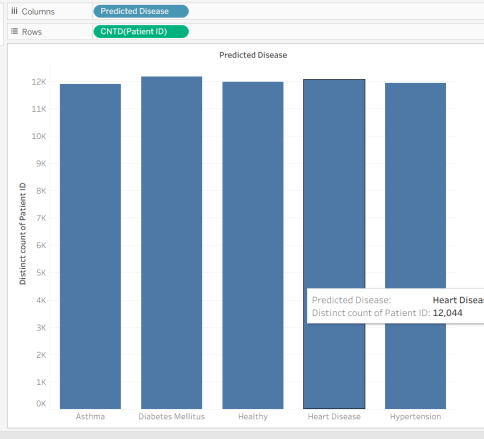 Columns
Predicted Disease
Rows
CNTD(Patient ID)
Predicted Disease
12K
11K
10K
9K
8K
7K
6K
5K
4K
3K
2K
1K
0K
Distinct count of Patient ID
Predicted Disease: Heart Diseas
Distinct count of Patient ID: 12,044
Asthma Diabetes Mellitus Healthy Heart Disease Hypertension